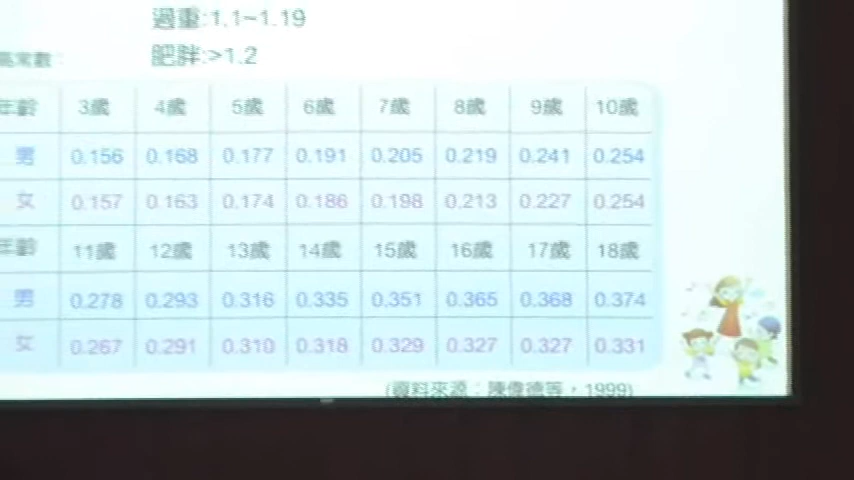 過重:1.1~1.19
肥胖:>1.2
高常數:
年齡 3歲 4歲 5歲 6歲 7歲 8歲 9歲 10歲
男 0.156 0.168 0.177 0.191 0.205 0.219 0.241 0.254
女 0.157 0.163 0.174 0.186 0.198 0.213 0.227 0.254
年齡 11歲 12歲 13歲 14歲 15歲 16歲 17歲 18歲
男 0.278 0.293 0.316 0.335 0.351 0.365 0.368 0.374
女 0.267 0.291 0.310 0.318 0.329 0.327 0.327 0.331
(資料來源：陳偉德等，1999)